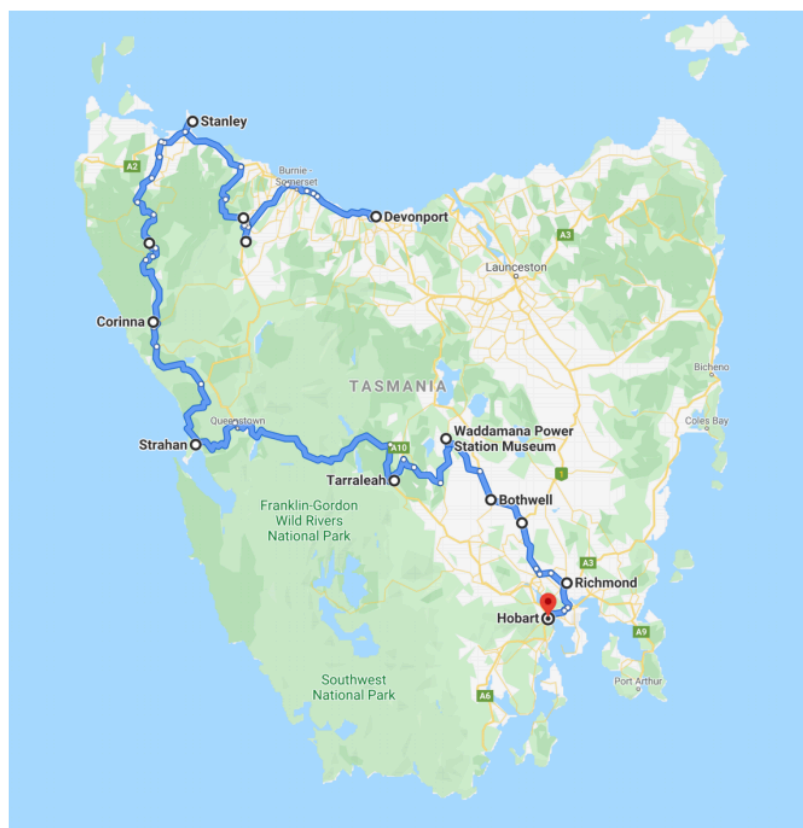 Stanley
A2
Burnie -
Somerset
Devonport
A3
Launceston
Corinna
TASMANIA
Bicheno
Queenstown
Coles Bay
Strahan
A10
Waddamana Power
Station Museum
Tarraleah
1
Bothwell
Franklin-Gordon
Wild Rivers
National Park
A3
Richmond
Hobart
A9
Southwest
National Park
Port Arthur
A6